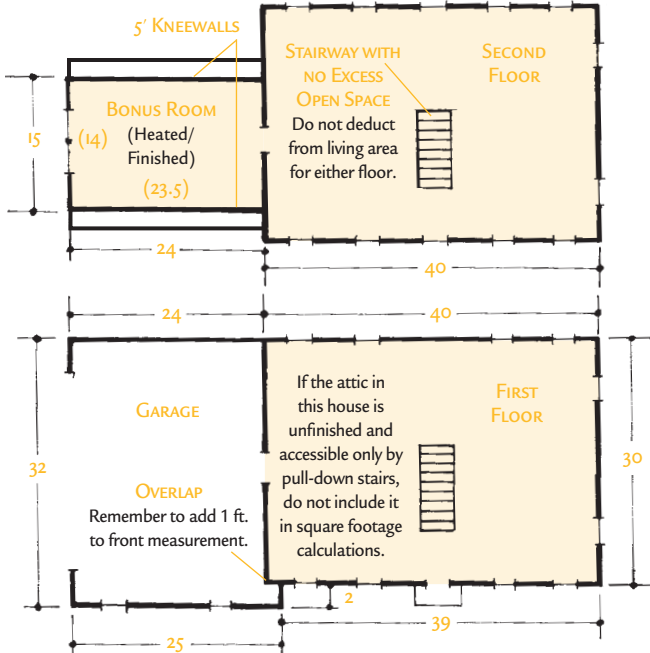 5′ Kneewalls
Stairway with
no Excess
Open Space
Do not deduct
from living area
for either floor.
Second
Floor
Bonus Room
(Heated/
Finished)
15
(14)
(23.5)
24
40
24
40
Garage
If the attic in
this house is
unfinished and
accessible only by
pull-down stairs,
do not include it
in square footage
calculations.
First
Floor
32
30
Overlap
Remember to add 1 ft.
to front measurement.
2
39
25